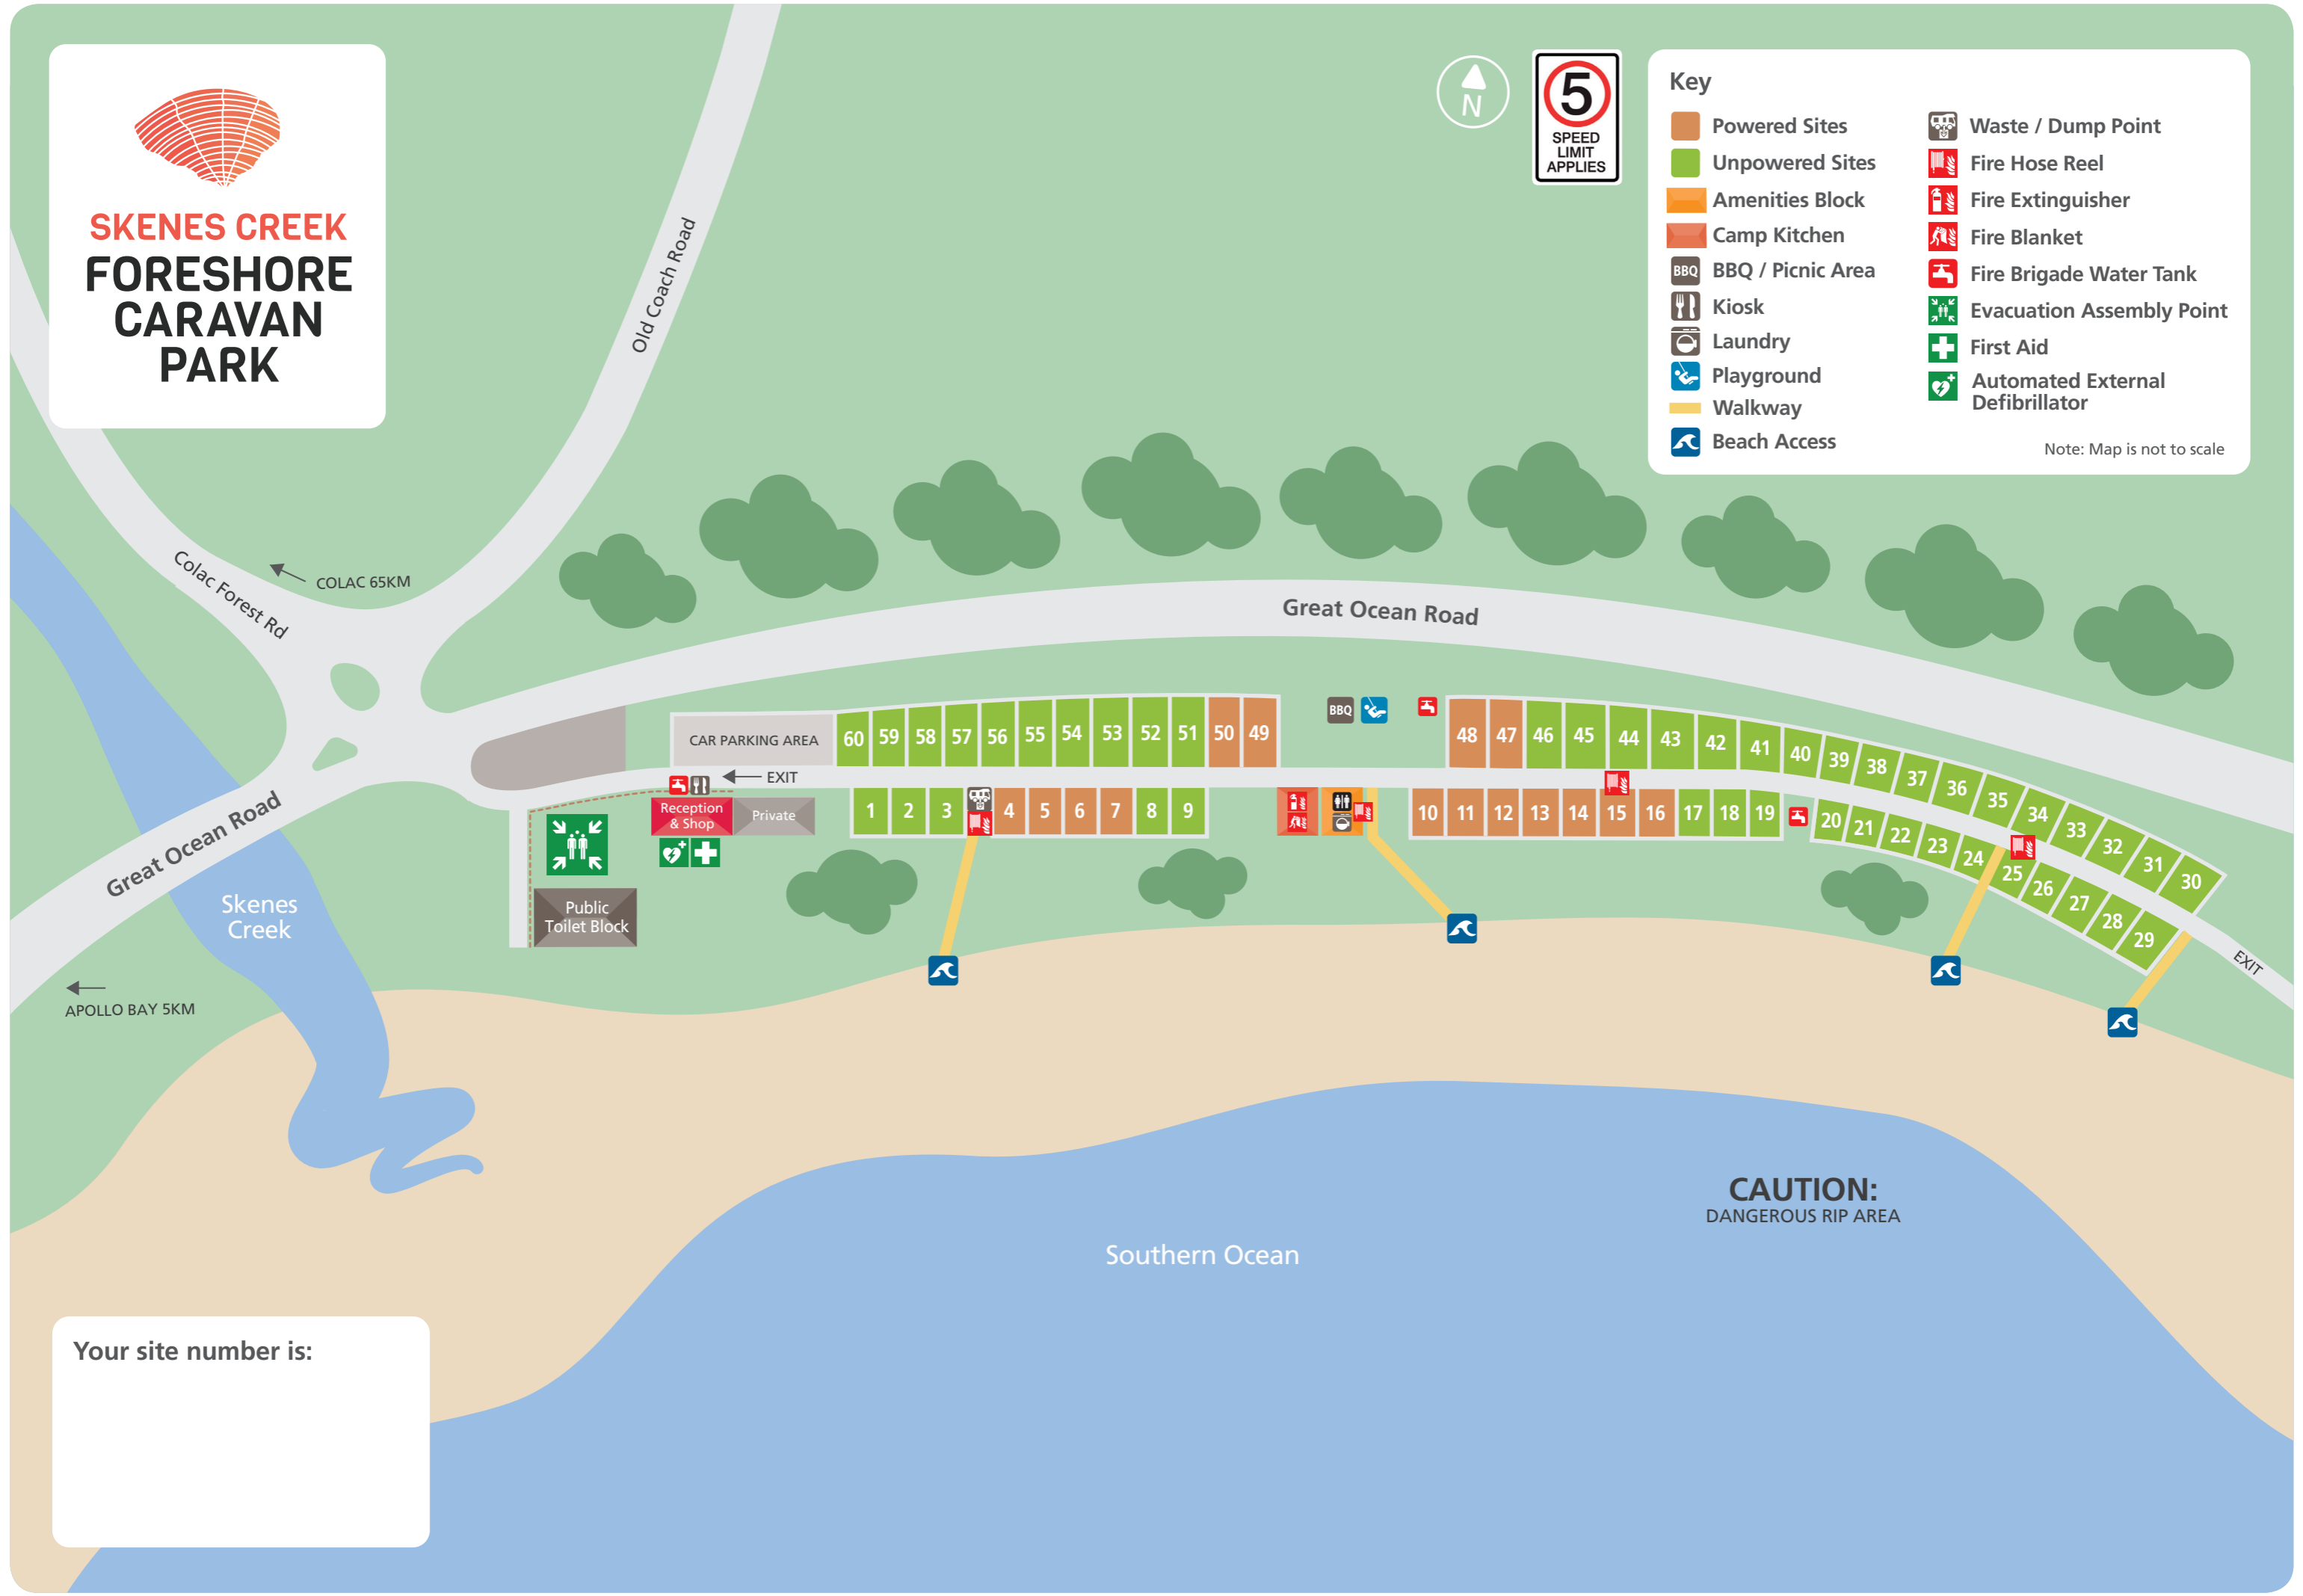 SKENES CREEK
FORESHORE
CARAVAN
PARK
Old Coach Road
N
5
SPEED
LIMIT
APPLIES
Key
Powered Sites
Unpowered Sites
Amenities Block
Camp Kitchen
BBQ
BBQ / Picnic Area
Kiosk
Laundry
Playground
Walkway
Beach Access
Waste / Dump Point
Fire Hose Reel
Fire Extinguisher
Fire Blanket
Fire Brigade Water Tank
Evacuation Assembly Point
First Aid
Automated External
Defibrillator
Note: Map is not to scale
Colac Forest Rd
COLAC 65KM
Great Ocean Road
CAR PARKING AREA
60 59 58 57 56 55 54 53 52 51 50 49
BBQ
48 47 46 45 44 43 42 41 40 39 38 37 36 35 34 33 32 31 30
EXIT
Reception
& Shop
Private
1 2 3 4 5 6 7 8 9
10 11 12 13 14 15 16 17 18 19 20 21 22 23 24 25 26 27 28 29
EXIT
Public
Toilet Block
Great Ocean Road
Skenes
Creek
APOLLO BAY 5KM
CAUTION:
DANGEROUS RIP AREA
Southern Ocean
Your site number is: